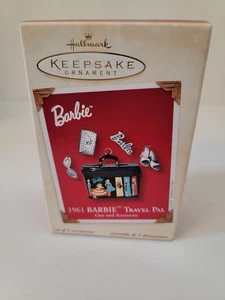 Hallmark
KEEPSAKE
ORNAMENT
Barbie
Barbie
1961 BARBIE™ TRAVEL PAL
Case and Accessories